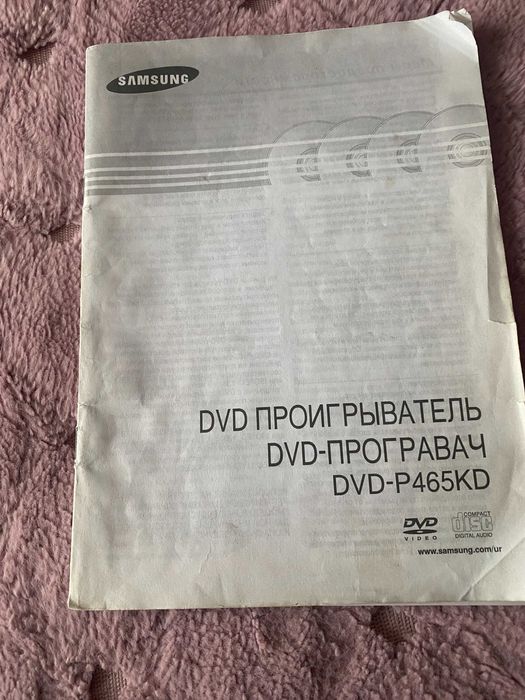 SAMSUNG
DVD ПРОИГРЫВАТЕЛЬ
DVD-ПРОГРАВАЧ
DVD-P465KD
DVD
VIDEO
COMPACT
disc
DIGITAL AUDIO
www.samsung.com/ur